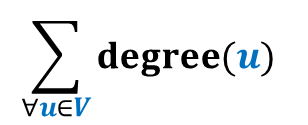 ∑ degree(u)
∀u∈V